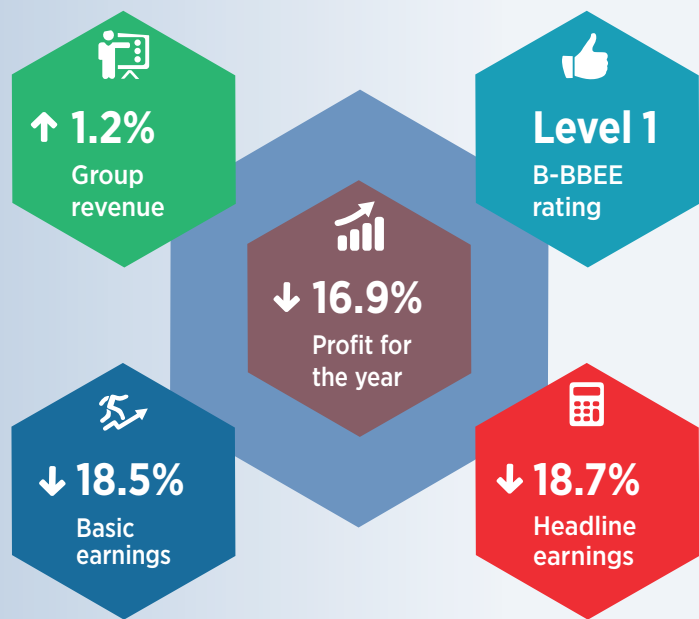 ↑ 1.2%
Group
revenue
Level 1
B-BBEE
rating
↓ 16.9%
Profit for
the year
↓ 18.5%
Basic
earnings
↓ 18.7%
Headline
earnings